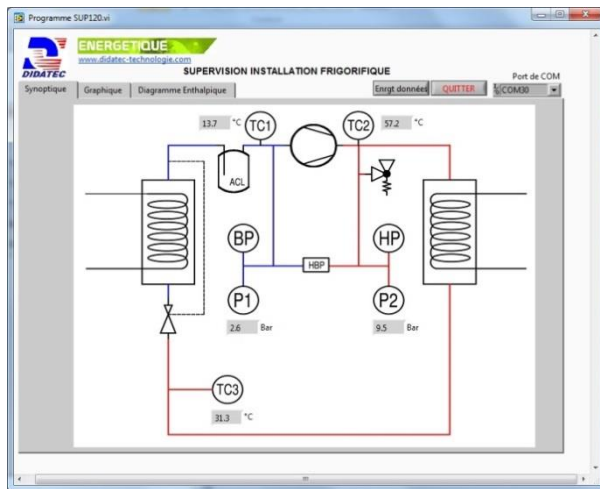 Programme SUP120.vi
ENERGETIQUE
www.didatec-technologie.com
DIDATEC
SUPERVISION INSTALLATION FRIGORIFIQUE
Port de COM
Synoptique Graphique Diagramme Enthalpique Enrgt données QUITTER COM30
13.7 °C TC1 TC2 57.2 °C
ACL
BP HP
HBP
P1 P2
2.6 Bar 9.5 Bar
TC3
31.3 °C